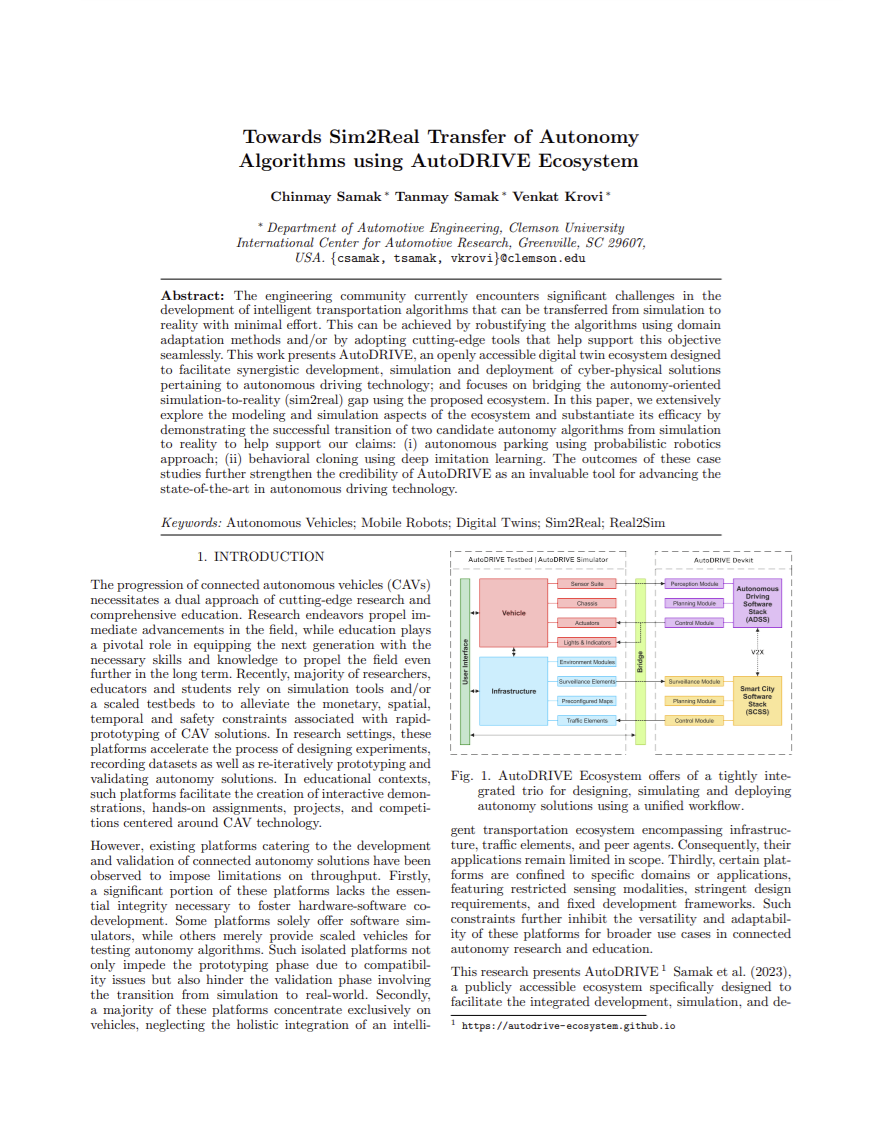 Towards Sim2Real Transfer of Autonomy
Algorithms using AutoDRIVE Ecosystem
Chinmay Samak * Tanmay Samak * Venkat Krovi *
* Department of Automotive Engineering, Clemson University
International Center for Automotive Research, Greenville, SC 29607,
USA. {csamak, tsamak, vkrovi}@clemson.edu
Abstract: The engineering community currently encounters significant challenges in the
development of intelligent transportation algorithms that can be transferred from simulation to
reality with minimal effort. This can be achieved by robustifying the algorithms using domain
adaptation methods and/or by adopting cutting-edge tools that help support this objective
seamlessly. This work presents AutoDRIVE, an openly accessible digital twin ecosystem designed
to facilitate synergistic development, simulation and deployment of cyber-physical solutions
pertaining to autonomous driving technology; and focuses on bridging the autonomy-oriented
simulation-to-reality (sim2real) gap using the proposed ecosystem. In this paper, we extensively
explore the modeling and simulation aspects of the ecosystem and substantiate its efficacy by
demonstrating the successful transition of two candidate autonomy algorithms from simulation
to reality to help support our claims: (i) autonomous parking using probabilistic robotics
approach; (ii) behavioral cloning using deep imitation learning. The outcomes of these case
studies further strengthen the credibility of AutoDRIVE as an invaluable tool for advancing the
state-of-the-art in autonomous driving technology.
Keywords: Autonomous Vehicles; Mobile Robots; Digital Twins; Sim2Real; Real2Sim
1. INTRODUCTION
The progression of connected autonomous vehicles (CAVs)
necessitates a dual approach of cutting-edge research and
comprehensive education. Research endeavors propel im-
mediate advancements in the field, while education plays
a pivotal role in equipping the next generation with the
necessary skills and knowledge to propel the field even
further in the long term. Recently, majority of researchers,
educators and students rely on simulation tools and/or
a scaled testbeds to to alleviate the monetary, spatial,
temporal and safety constraints associated with rapid-
prototyping of CAV solutions. In research settings, these
platforms accelerate the process of designing experiments,
recording datasets as well as re-iteratively prototyping and
validating autonomy solutions. In educational contexts,
such platforms facilitate the creation of interactive demon-
strations, hands-on assignments, projects, and competi-
tions centered around CAV technology.
However, existing platforms catering to the development
and validation of connected autonomy solutions have been
observed to impose limitations on throughput. Firstly,
a significant portion of these platforms lacks the essen-
tial integrity necessary to foster hardware-software co-
development. Some platforms solely offer software sim-
ulators, while others merely provide scaled vehicles for
testing autonomy algorithms. Such isolated platforms not
only impede the prototyping phase due to compatibil-
ity issues but also hinder the validation phase involving
the transition from simulation to real-world. Secondly,
a majority of these platforms concentrate exclusively on
vehicles, neglecting the holistic integration of an intelli-
AutoDRIVE Testbed | AutoDRIVE Simulator
AutoDRIVE Devkit
User Interface
Vehicle
Sensor Suite
Chassis
Actuators
Lights & Indicators
Infrastructure
Environment Modules
Surveillance Elements
Preconfigured Maps
Traffic Elements
Bridge
Perception Module
Planning Module
Control Module
Autonomous
Driving
Software
Stack
(ADSS)
V2X
Surveillance Module
Planning Module
Control Module
Smart City
Software
Stack
(SCSS)
Fig. 1. AutoDRIVE Ecosystem offers of a tightly inte-
grated trio for designing, simulating and deploying
autonomy solutions using a unified workflow.
gent transportation ecosystem encompassing infrastruc-
ture, traffic elements, and peer agents. Consequently, their
applications remain limited in scope. Thirdly, certain plat-
forms are confined to specific domains or applications,
featuring restricted sensing modalities, stringent design
requirements, and fixed development frameworks. Such
constraints further inhibit the versatility and adaptabil-
ity of these platforms for broader use cases in connected
autonomy research and education.
This research presents AutoDRIVE 1 Samak et al. (2023),
a publicly accessible ecosystem specifically designed to
facilitate the integrated development, simulation, and de-
1 https://autodrive-ecosystem.github.io